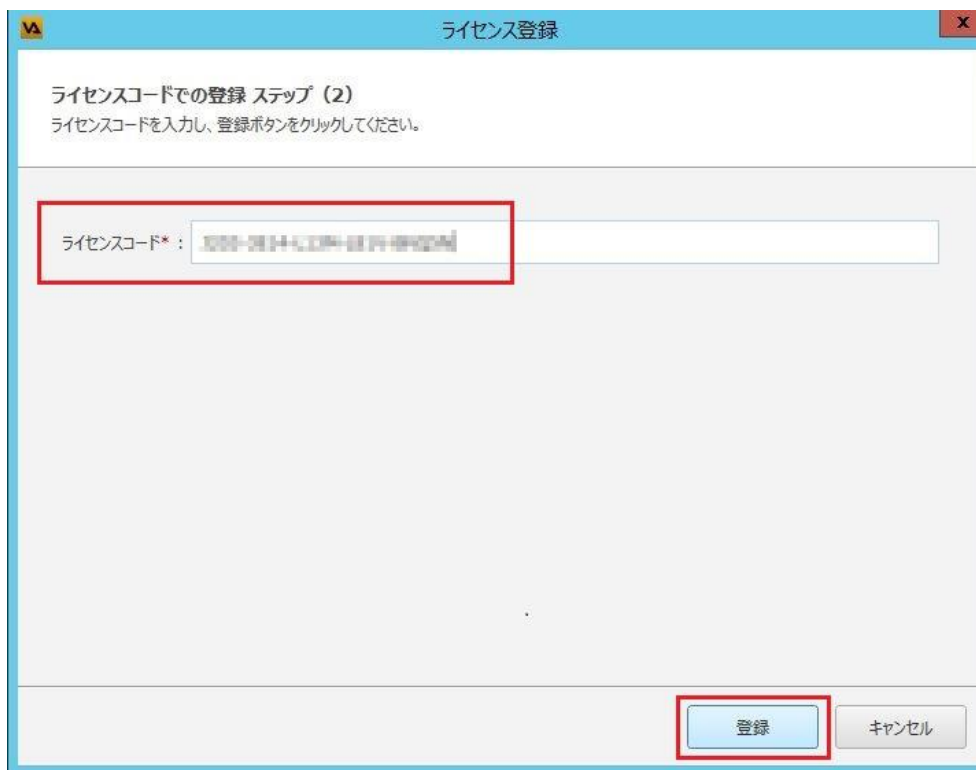 ライセンス登録
ライセンスコードでの登録 ステップ（2）
ライセンスコードを入力し、登録ボタンをクリックしてください。
ライセンスコード* :
登録
キャンセル